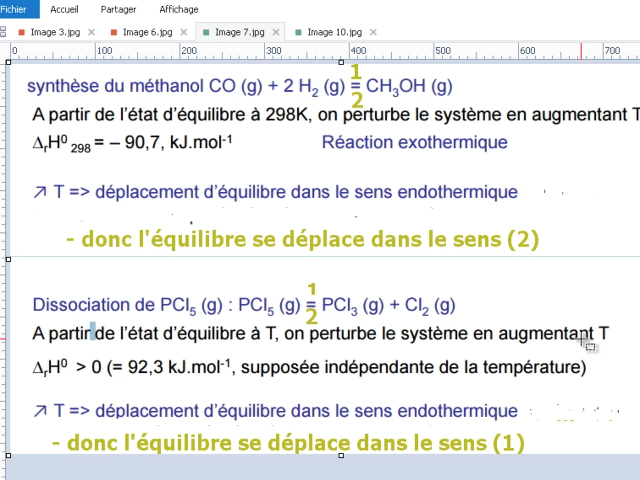 Fichier Accueil Partager Affichage
Image 3.jpg Image 6.jpg Image 7.jpg Image 10.jpg
0 100 200 300 400 500 600 700
1
synthèse du méthanol CO (g) + 2 H₂ (g) = CH₃OH (g)
2
A partir de l’état d’équilibre à 298K, on perturbe le système en augmentant T
ΔᵣH⁰ ₂₉₈ = – 90,7, kJ.mol⁻¹ Réaction exothermique
↗ T => déplacement d’équilibre dans le sens endothermique
- donc l'équilibre se déplace dans le sens (2)
1
Dissociation de PCl₅ (g) : PCl₅ (g) = PCl₃ (g) + Cl₂ (g)
2
A partir de l’état d’équilibre à T, on perturbe le système en augmentant T
ΔᵣH⁰ > 0 (= 92,3 kJ.mol⁻¹, supposée indépendante de la température)
↗ T => déplacement d’équilibre dans le sens endothermique
- donc l'équilibre se déplace dans le sens (1)